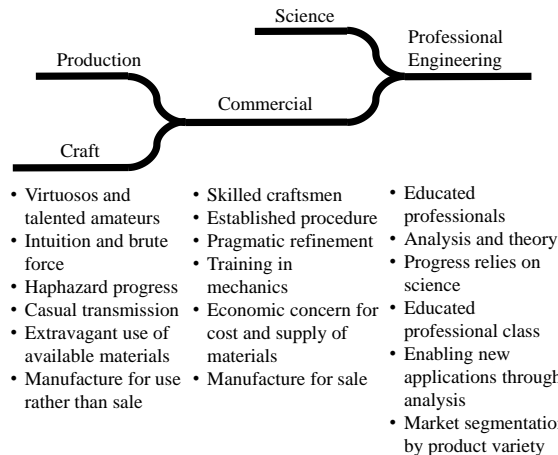 Science
Production
Professional
Engineering
Commercial
Craft
• Virtuosos and
talented amateurs
• Intuition and brute
force
• Haphazard progress
• Casual transmission
• Extravagant use of
available materials
• Manufacture for use
rather than sale
• Skilled craftsmen
• Established procedure
• Pragmatic refinement
• Training in
mechanics
• Economic concern for
cost and supply of
materials
• Manufacture for sale
• Educated
professionals
• Analysis and theory
• Progress relies on
science
• Educated
professional class
• Enabling new
applications through
analysis
• Market segmentation
by product variety